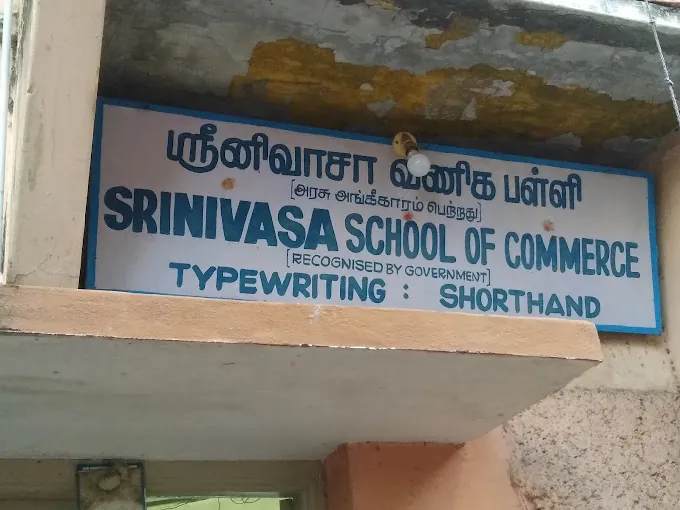 ஸ்ரீனிவாசா வணிக பள்ளி
[அரசு அங்கீகாரம் பெற்றது]
SRINIVASA SCHOOL OF COMMERCE
[RECOGNISED BY GOVERNMENT]
TYPEWRITING : SHORTHAND